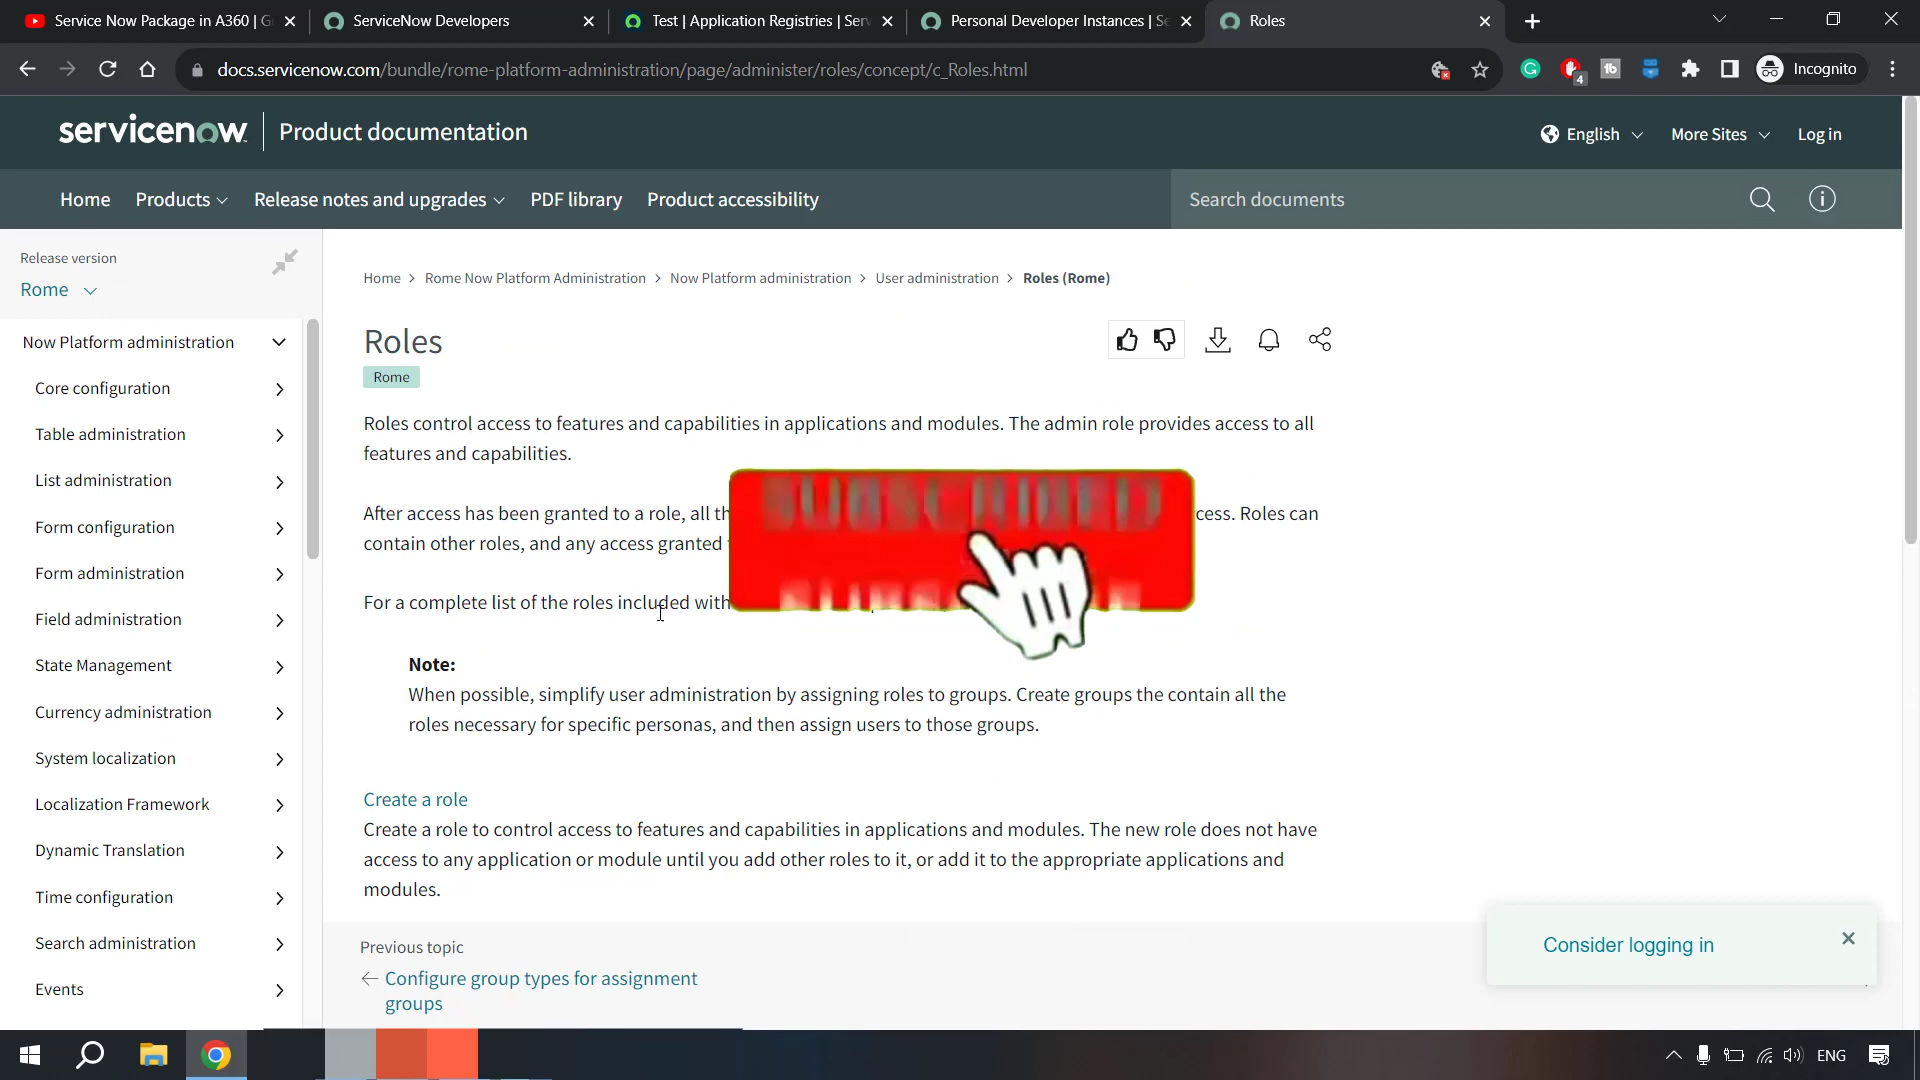 Service Now Package in A360 | G
ServiceNow Developers
Test | Application Registries | Serv
Personal Developer Instances | Se
Roles
docs.servicenow.com/bundle/rome-platform-administration/page/administer/roles/concept/c_Roles.html
4
Incognito
servicenow
Product documentation
English
More Sites
Log in
Home
Products
Release notes and upgrades
PDF library
Product accessibility
Search documents
Release version
Rome
Home > Rome Now Platform Administration > Now Platform administration > User administration > Roles (Rome)
Now Platform administration
Core configuration
Table administration
List administration
Form configuration
Form administration
Field administration
State Management
Currency administration
System localization
Localization Framework
Dynamic Translation
Time configuration
Search administration
Events
Roles
Rome
Roles control access to features and capabilities in applications and modules. The admin role provides access to all
features and capabilities.
After access has been granted to a role, all th
cess. Roles can
contain other roles, and any access granted
SUBSCRIBED
For a complete list of the roles included with
Note:
When possible, simplify user administration by assigning roles to groups. Create groups the contain all the
roles necessary for specific personas, and then assign users to those groups.
Create a role
Create a role to control access to features and capabilities in applications and modules. The new role does not have
access to any application or module until you add other roles to it, or add it to the appropriate applications and
modules.
Previous topic
Configure group types for assignment
groups
Consider logging in
ENG